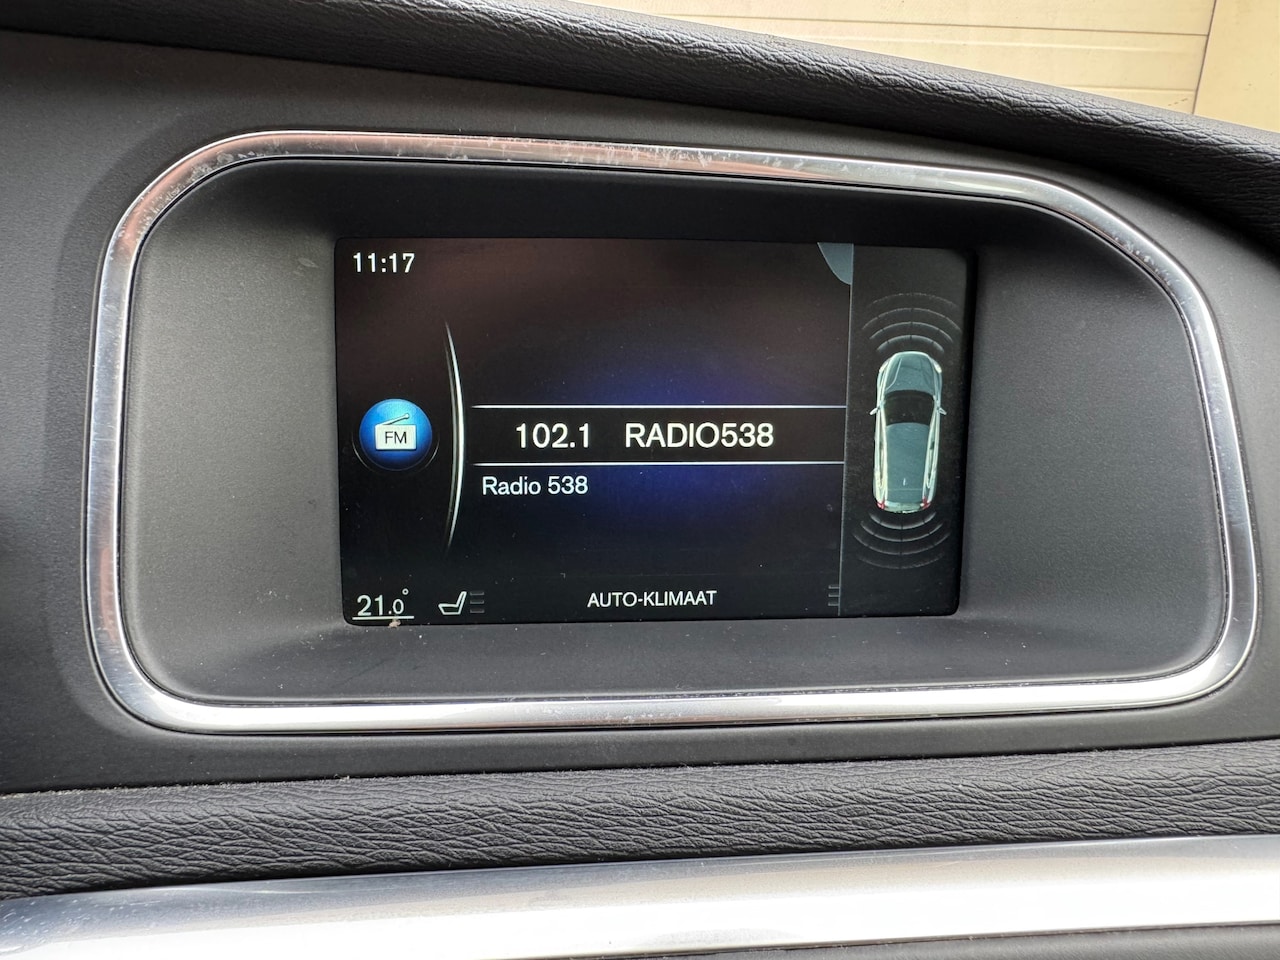 11:17
FM
102.1 RADIO538
Radio 538
21.0° AUTO-KLIMAAT